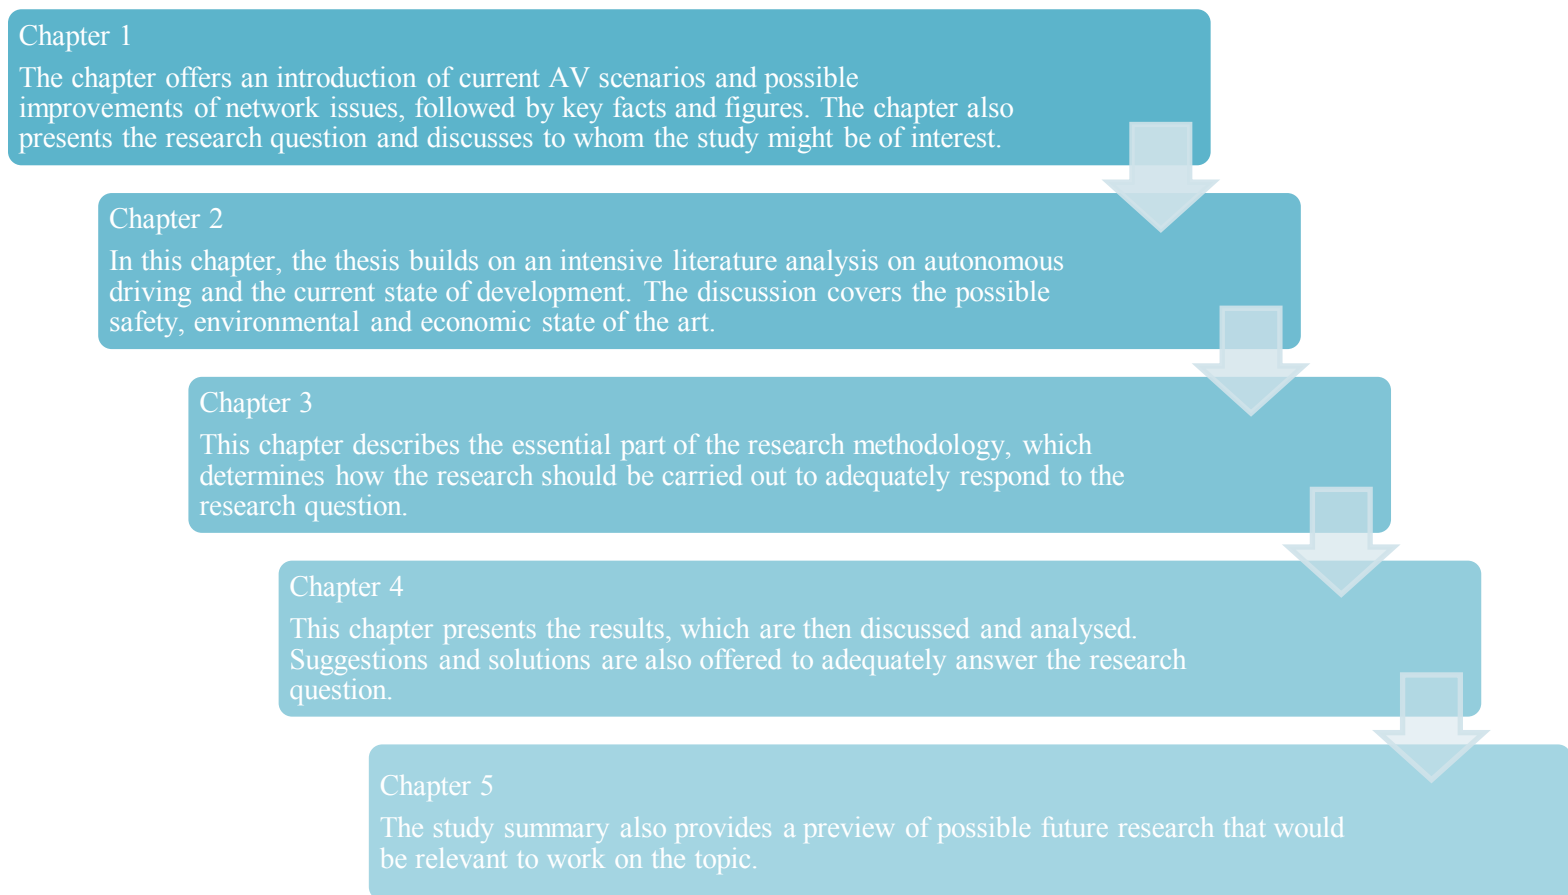 Chapter 1
The chapter offers an introduction of current AV scenarios and possible
improvements of network issues, followed by key facts and figures. The chapter also
presents the research question and discusses to whom the study might be of interest.
Chapter 2
In this chapter, the thesis builds on an intensive literature analysis on autonomous
driving and the current state of development. The discussion covers the possible
safety, environmental and economic state of the art.
Chapter 3
This chapter describes the essential part of the research methodology, which
determines how the research should be carried out to adequately respond to the
research question.
Chapter 4
This chapter presents the results, which are then discussed and analysed.
Suggestions and solutions are also offered to adequately answer the research
question.
Chapter 5
The study summary also provides a preview of possible future research that would
be relevant to work on the topic.